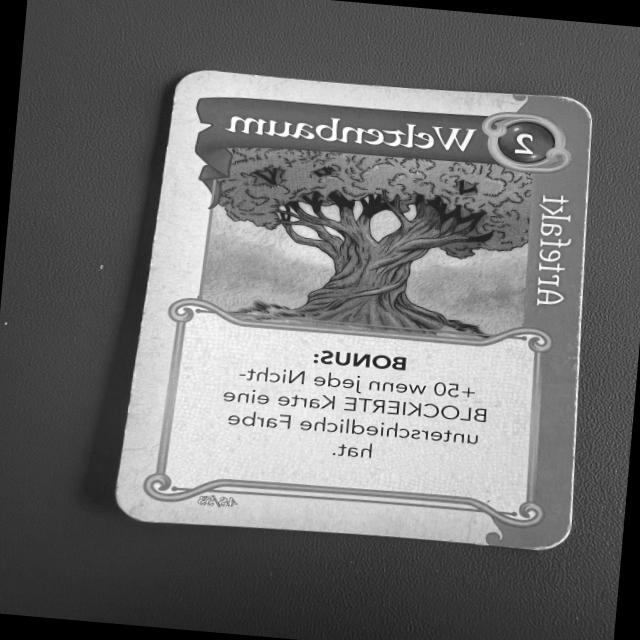 2
Weltenbaum
Artefakt
BONUS:
+50 wenn jede Nicht-
BLOCKIERTE Karte eine
unterschiedliche Farbe
hat.